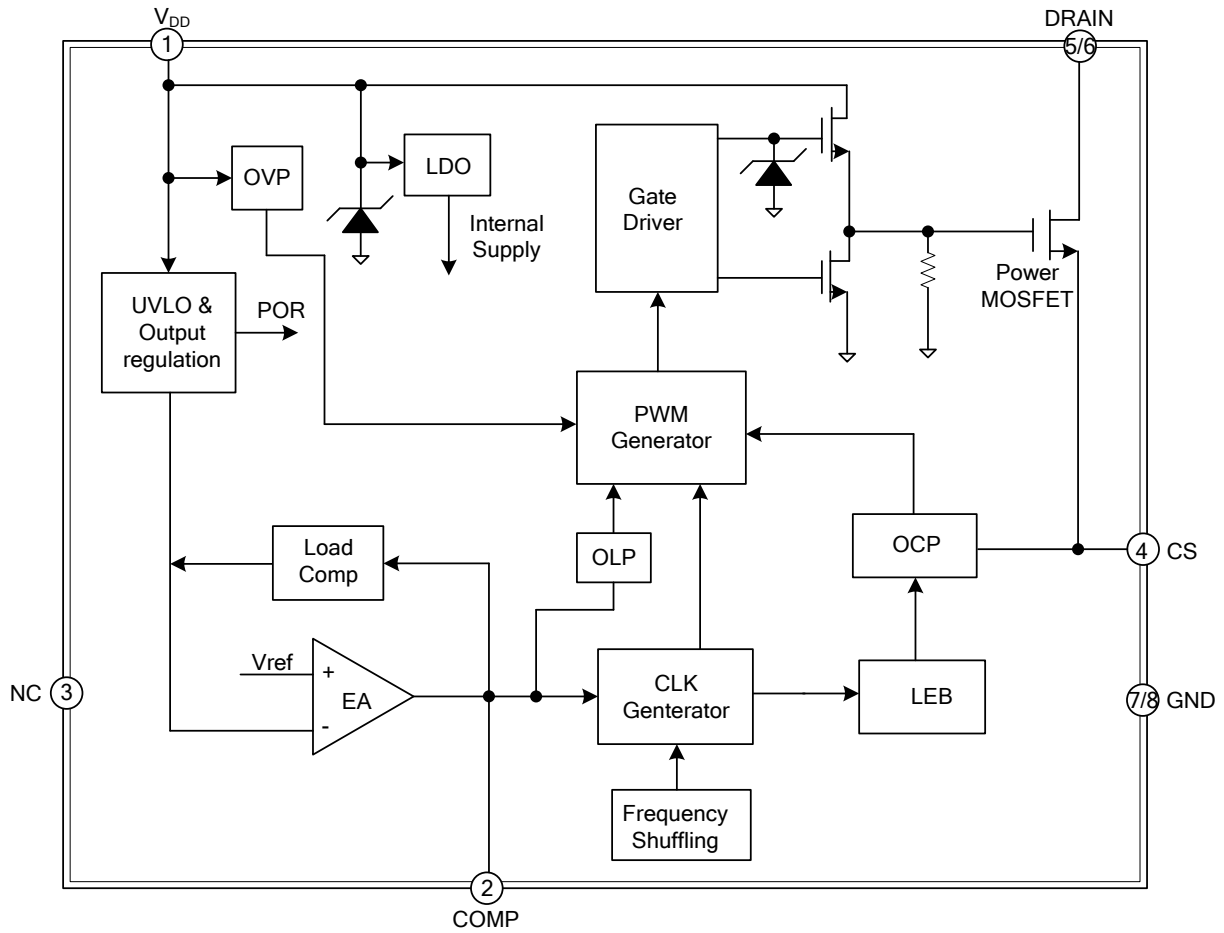 VDD
1
DRAIN
5/6
OVP
LDO
Internal
Supply
Gate
Driver
Power
MOSFET
UVLO &
Output
regulation
POR
PWM
Generator
Load
Comp
OLP
OCP
4 CS
Vref
+
EA
-
NC 3
CLK
Genterator
LEB
7/8 GND
Frequency
Shuffling
2
COMP